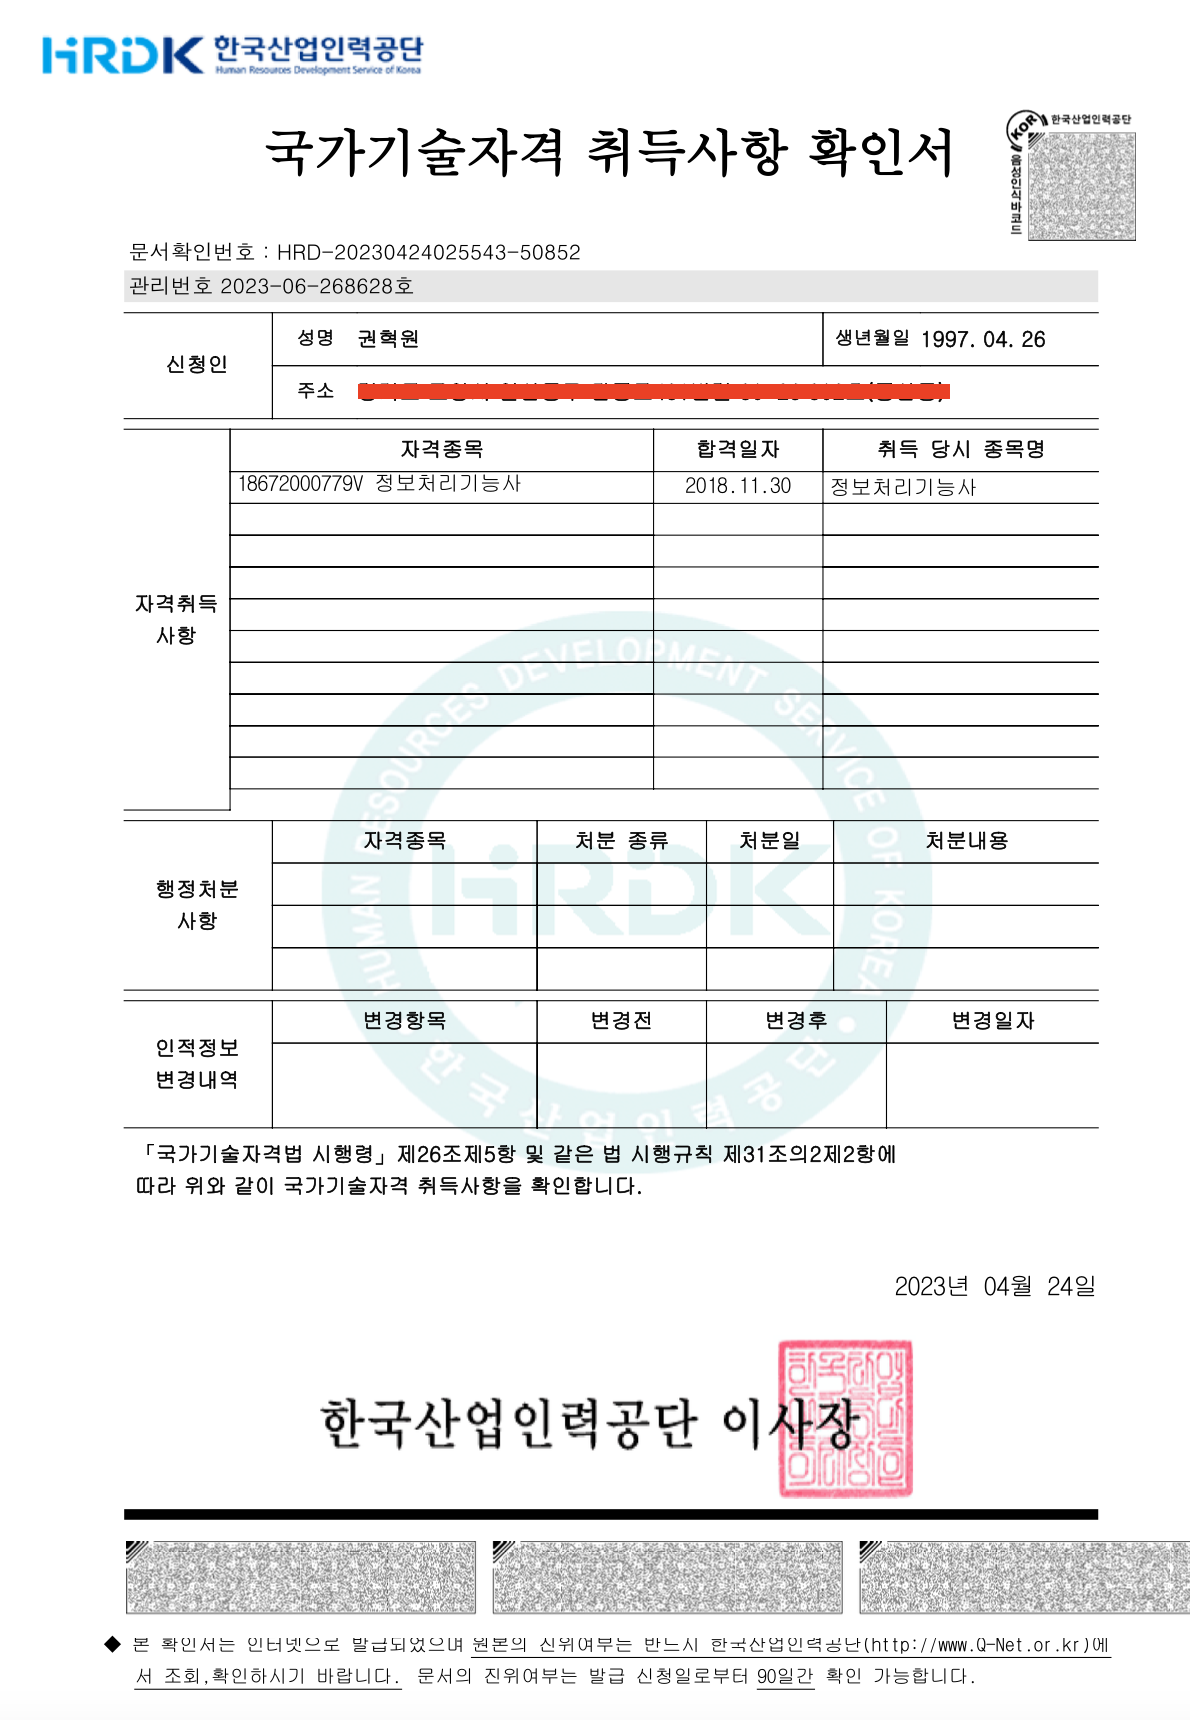 HRDK 한국산업인력공단
Human Resources Development Service of Korea
국가기술자격 취득사항 확인서
KOR 한국산업인력공단
음성인식바코드
문서확인번호 : HRD-20230424025543-50852
관리번호 2023-06-268628호
신청인 성명 권혁원 생년월일 1997. 04. 26
주소
자격종목 합격일자 취득 당시 종목명
18672000779V 정보처리기능사 2018.11.30 정보처리기능사
자격취득
사항
자격종목 처분 종류 처분일 처분내용
행정처분
사항
변경항목 변경전 변경후 변경일자
인적정보
변경내역
HUMAN RESOURCES DEVELOPMENT SERVICE OF KOREA
HRDK
한국산업인력공단
「국가기술자격법 시행령」제26조제5항 및 같은 법 시행규칙 제31조의2제2항에
따라 위와 같이 국가기술자격 취득사항을 확인합니다.
2023년 04월 24일
한국산업인력공단 이사장
◆ 본 확인서는 인터넷으로 발급되었으며 원본의 진위여부는 반드시 한국산업인력공단(http://www.Q-Net.or.kr)에
서 조회,확인하시기 바랍니다. 문서의 진위여부는 발급 신청일로부터 90일간 확인 가능합니다.